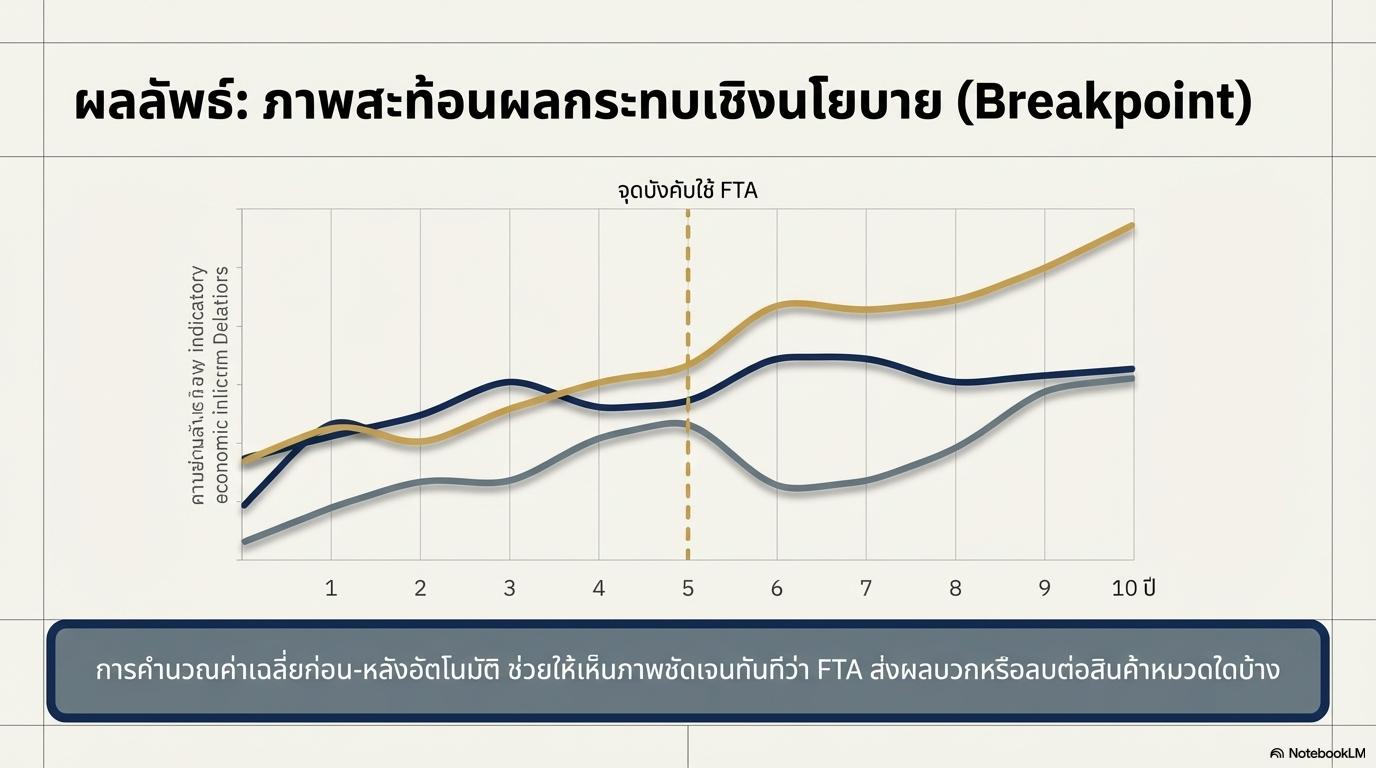 ผลลัพธ์: ภาพสะท้อนผลกระทบเชิงนโยบาย (Breakpoint)
จุดบังคับใช้ FTA
indicatory
economic Delatiors
1 2 3 4 5 6 7 8 9 10 ปี
การคำนวณค่าเฉลี่ยก่อน-หลังอัตโนมัติ ช่วยให้เห็นภาพชัดเจนทันทีว่า FTA ส่งผลบวกหรือลบต่อสินค้าหมวดใดบ้าง
NotebookLM